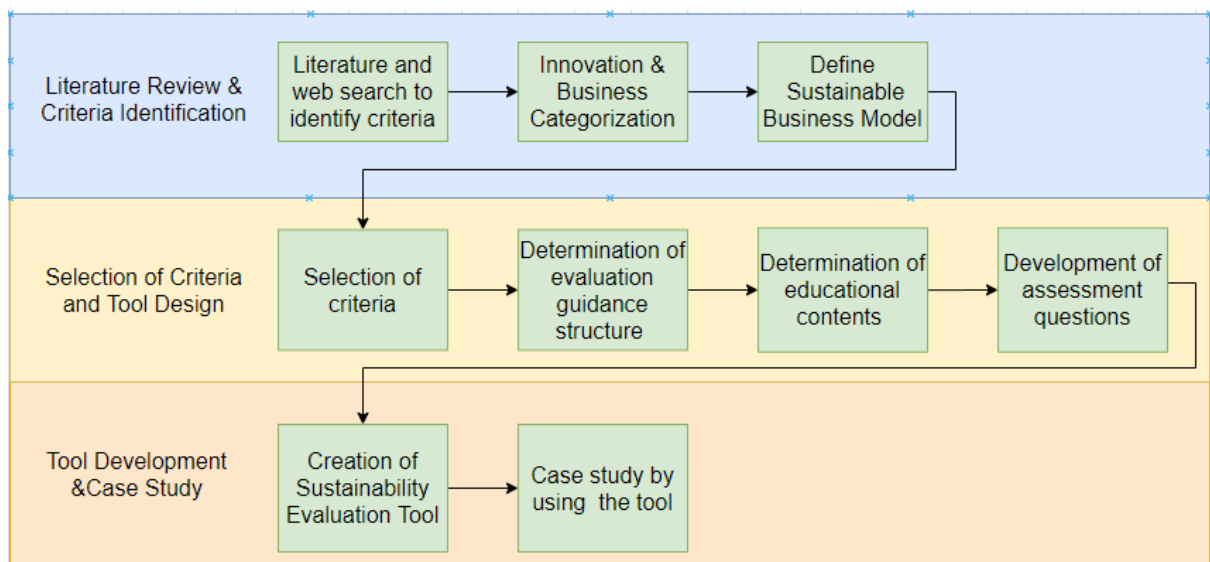 Literature Review &
Criteria Identification
Literature and
web search to
identify criteria
Innovation &
Business
Categorization
Define
Sustainable
Business Model
Selection of Criteria
and Tool Design
Selection of
criteria
Determination of
evaluation
guidance
structure
Determination of
educational
contents
Development of
assessment
questions
Tool Development
&Case Study
Creation of
Sustainability
Evaluation Tool
Case study by
using  the tool